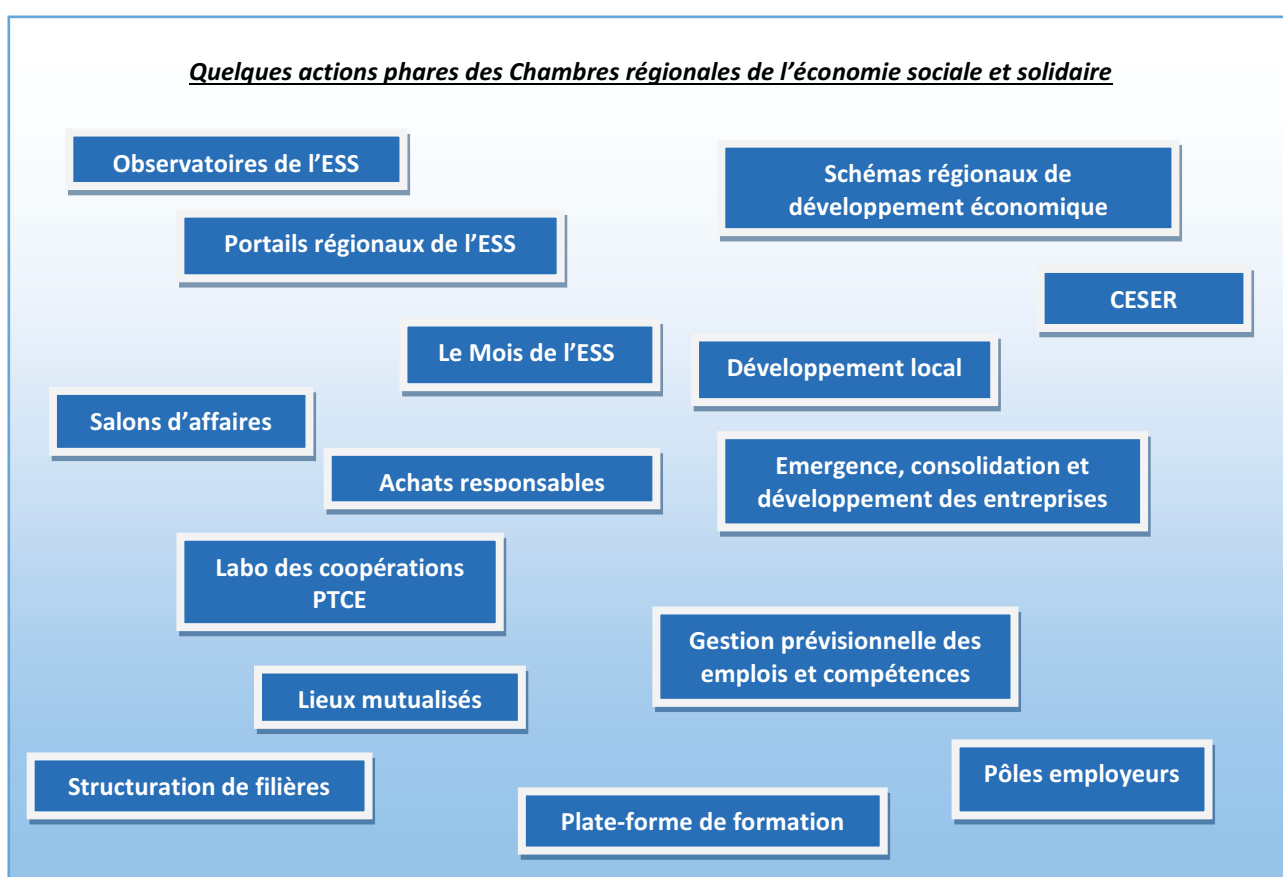 Quelques actions phares des Chambres régionales de l’économie sociale et solidaire
Observatoires de l’ESS
Schémas régionaux de
développement économique
Portails régionaux de l’ESS
CESER
Le Mois de l’ESS
Développement local
Salons d’affaires
Achats responsables
Emergence, consolidation et
développement des entreprises
Labo des coopérations
PTCE
Gestion prévisionnelle des
emplois et compétences
Lieux mutualisés
Structuration de filières
Pôles employeurs
Plate-forme de formation